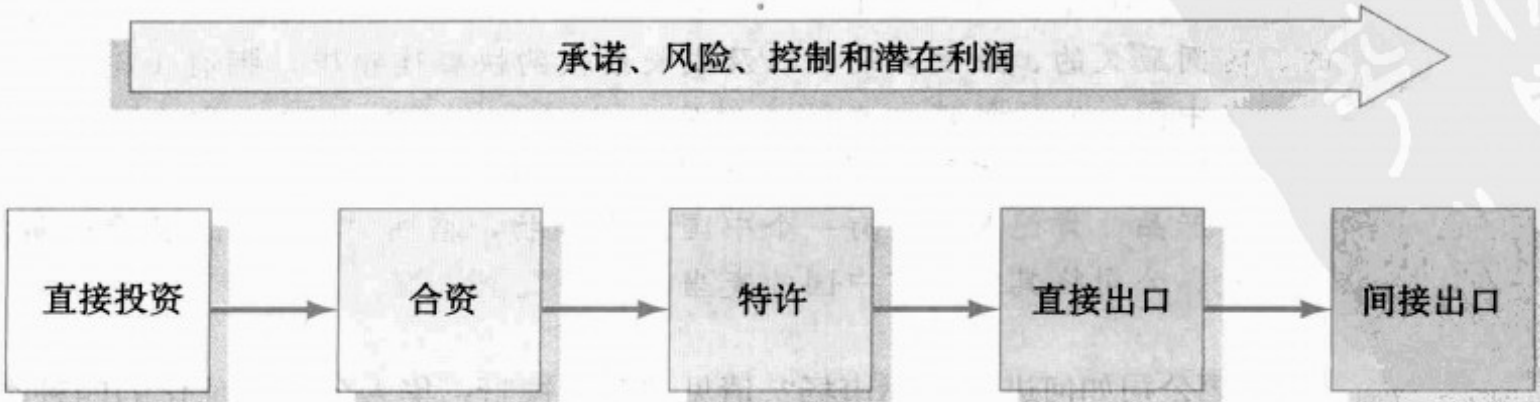 承诺、风险、控制和潜在利润
直接投资
合资
特许
直接出口
间接出口